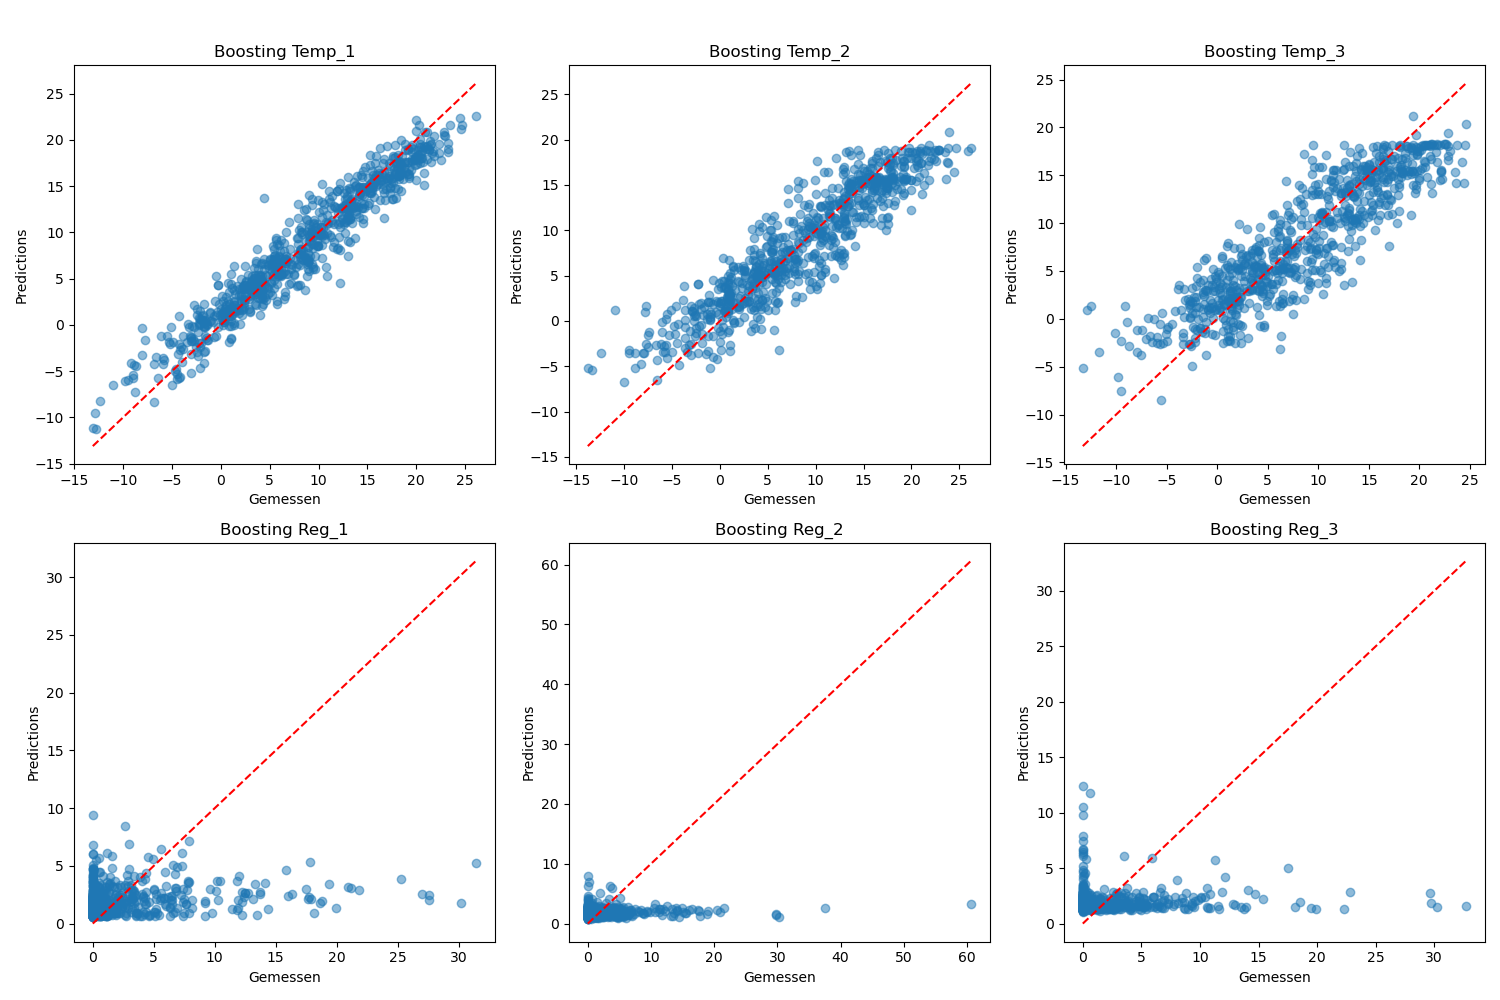 Boosting Temp_1
Predictions
25
20
15
10
5
0
−5
−10
−15
−15 −10 −5 0 5 10 15 20 25
Gemessen
Boosting Temp_2
Predictions
25
20
15
10
5
0
−5
−10
−15
−15 −10 −5 0 5 10 15 20 25
Gemessen
Boosting Temp_3
Predictions
25
20
15
10
5
0
−5
−10
−15
−15 −10 −5 0 5 10 15 20 25
Gemessen
Boosting Reg_1
Predictions
30
25
20
15
10
5
0
0 5 10 15 20 25 30
Gemessen
Boosting Reg_2
Predictions
60
50
40
30
20
10
0
0 10 20 30 40 50 60
Gemessen
Boosting Reg_3
Predictions
30
25
20
15
10
5
0
0 5 10 15 20 25 30
Gemessen